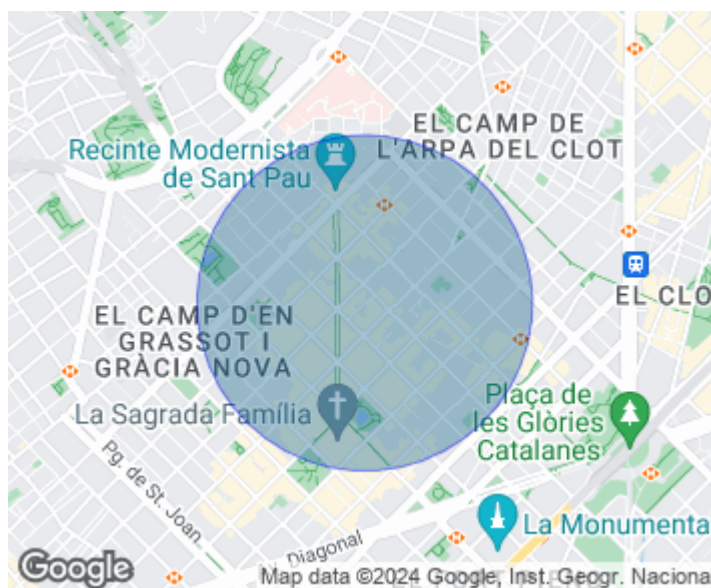 EL CAMP DE
L'ARPA DEL CLOT
Recinte Modernista
de Sant Pau
EL CLO
EL CAMP D'EN
GRASSOT I
GRÀCIA NOVA
La Sagrada Família
Plaça de
les Glòries
Catalanes
Pg. de St. Joan
La Monumenta
Diagonal
Google
Map data ©2024 Google, Inst. Geogr. Naciona